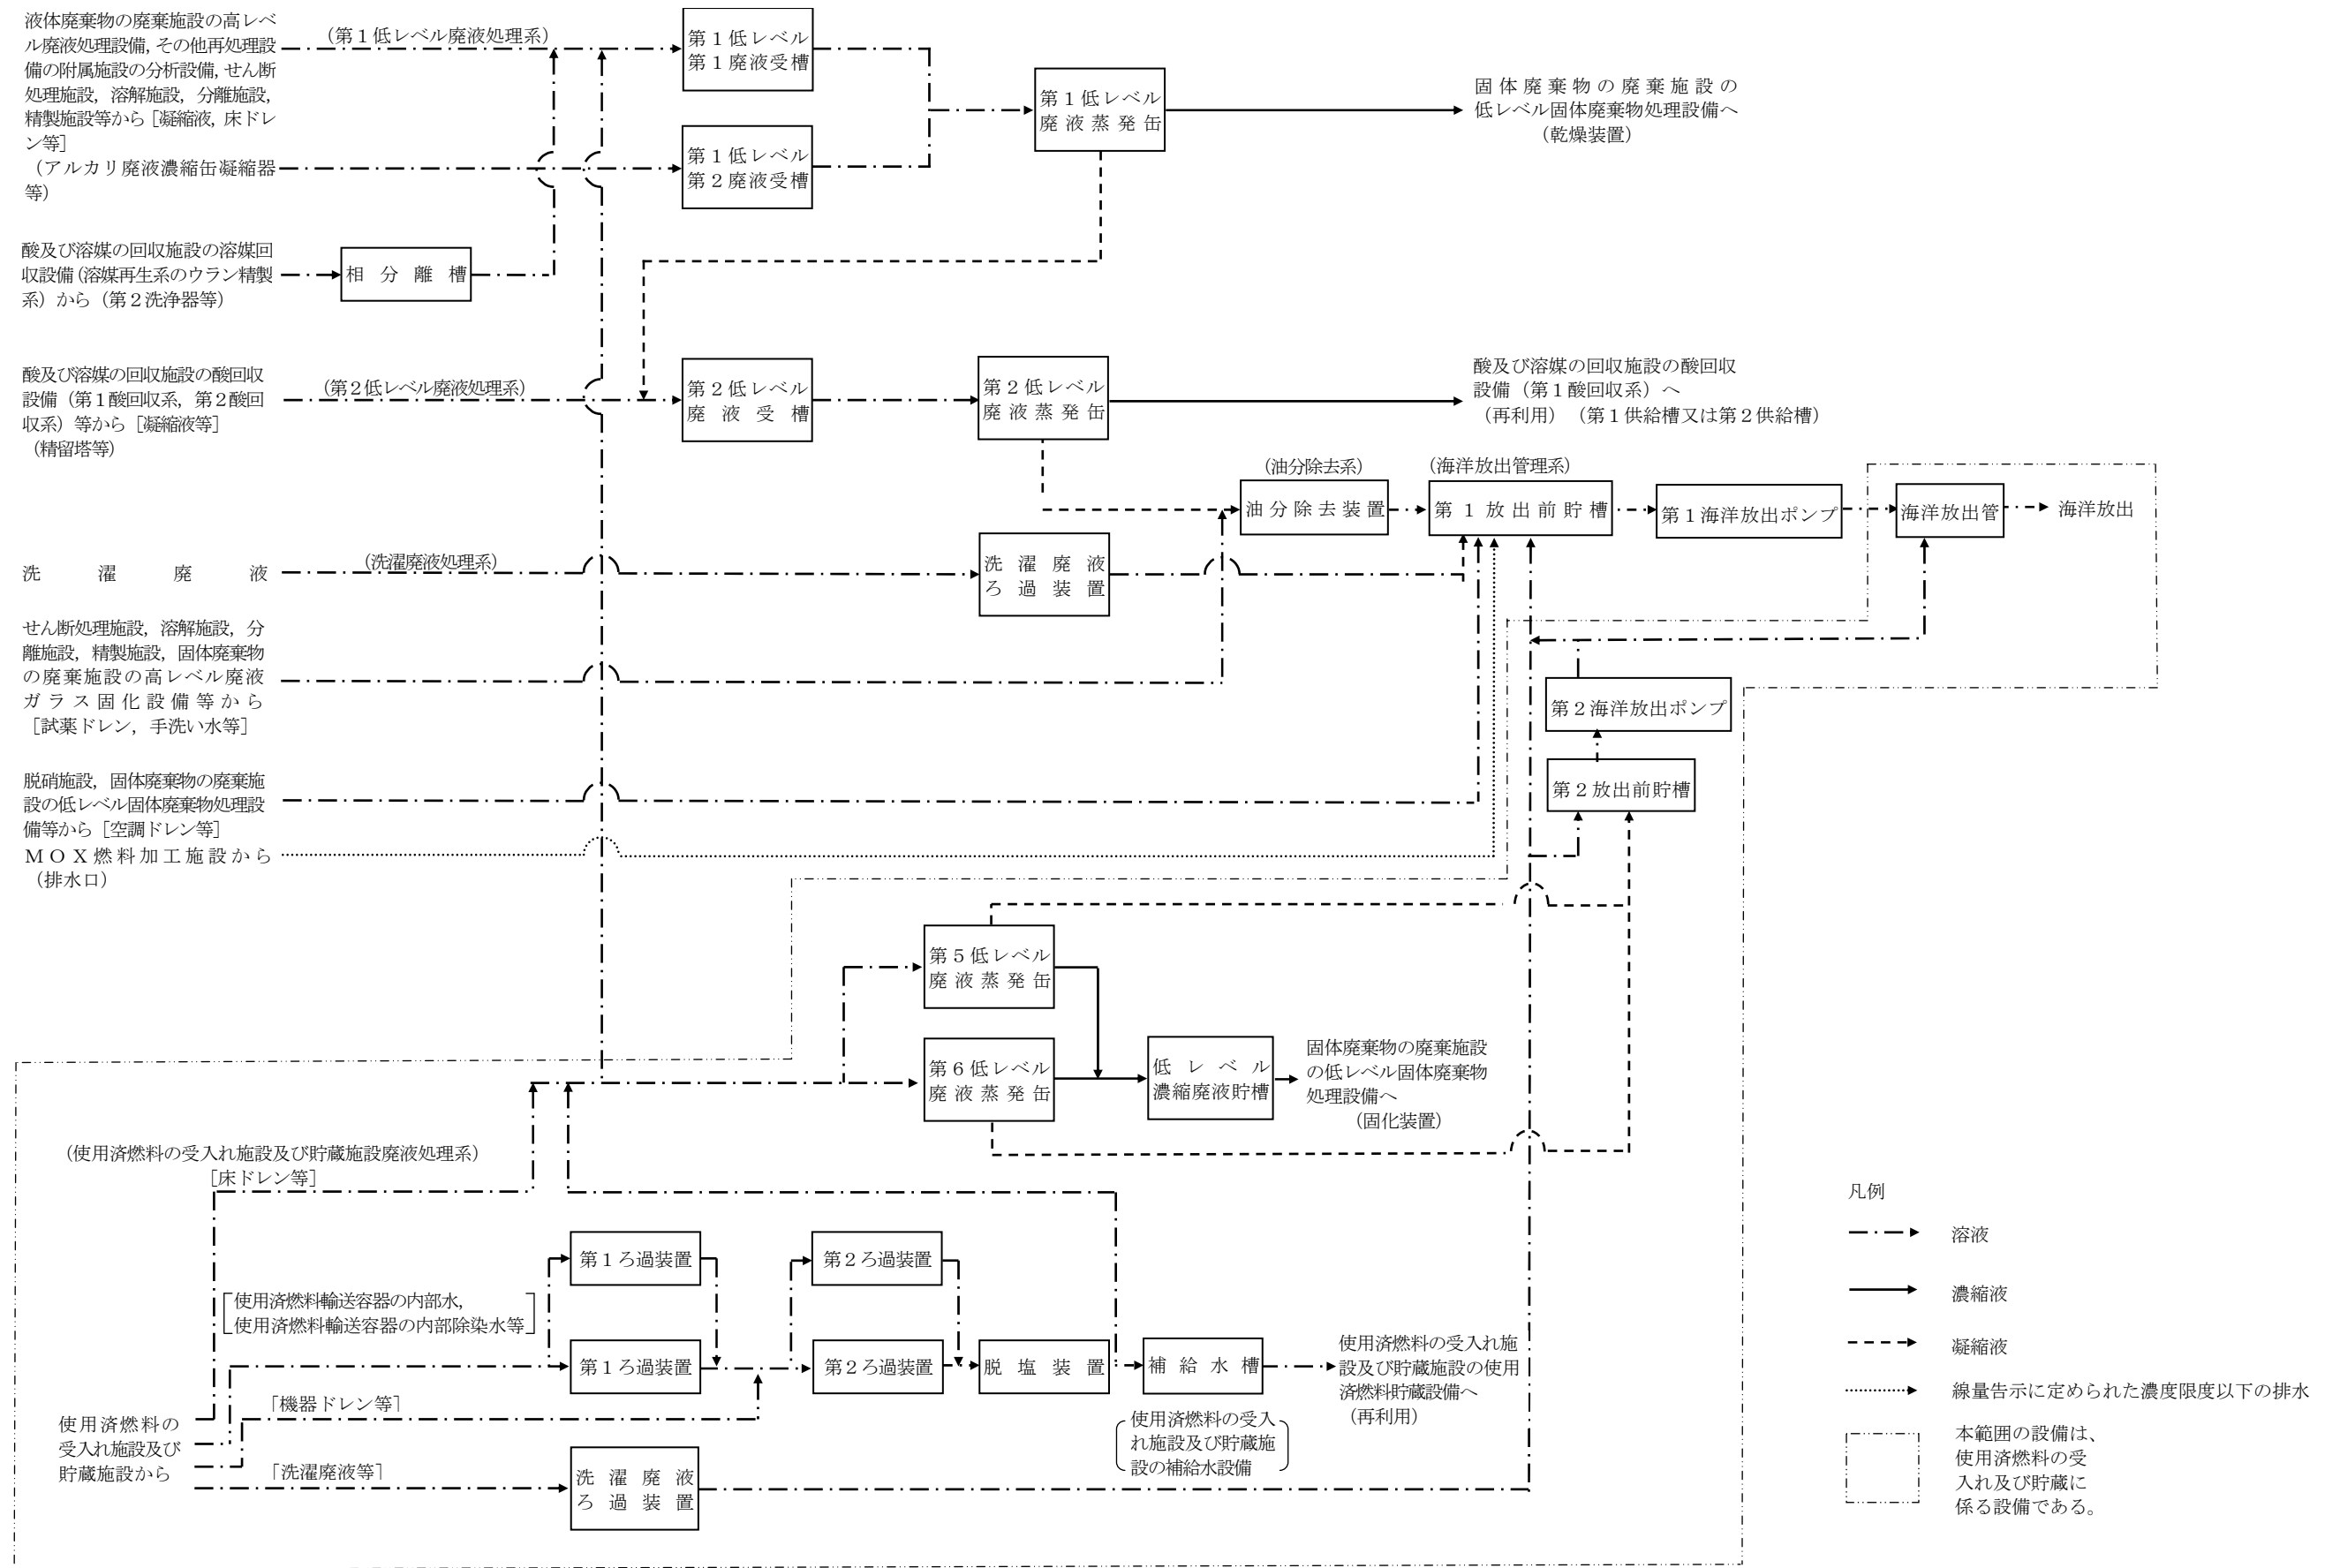 液体廃棄物の廃棄施設の高レベ
ル廃液処理設備,その他再処理設
備の附属施設の分析設備,せん断
処理施設,溶解施設,分離施設,
精製施設等から[凝縮液,床ドレ
ン等]
(アルカリ廃液濃縮缶凝縮器
等)
(第1低レベル廃液処理系)
第1低レベル
第1廃液受槽
第1低レベル
第2廃液受槽
第1低レベル
廃液蒸発缶
固体廃棄物の廃棄施設の
低レベル固体廃棄物処理設備へ
(乾燥装置)
酸及び溶媒の回収施設の溶媒回
収設備(溶媒再生系のウラン精製
系)から(第2洗浄器等)
相分離槽
酸及び溶媒の回収施設の酸回収
設備(第1酸回収系,第2酸回
収系)等から[凝縮液等]
(精留塔等)
(第2低レベル廃液処理系)
第2低レベル
廃液受槽
第2低レベル
廃液蒸発缶
酸及び溶媒の回収施設の酸回収
設備(第1酸回収系)へ
(再利用)(第1供給槽又は第2供給槽)
(油分除去系)
油分除去装置
(海洋放出管理系)
第1放出前貯槽
第1海洋放出ポンプ
海洋放出管
海洋放出
洗濯廃液
(洗濯廃液処理系)
洗濯廃液
ろ過装置
せん断処理施設,溶解施設,分
離施設,精製施設,固体廃棄物
の廃棄施設の高レベル廃液
ガラス固化設備等から
[試薬ドレン,手洗い水等]
第2海洋放出ポンプ
第2放出前貯槽
脱硝施設,固体廃棄物の廃棄施
設の低レベル固体廃棄物処理設
備等から[空調ドレン等]
MOX燃料加工施設から
(排水口)
第5低レベル
廃液蒸発缶
第6低レベル
廃液蒸発缶
低レベル
濃縮廃液貯槽
固体廃棄物の廃棄施設
の低レベル固体廃棄物
処理設備へ
(固化装置)
(使用済燃料の受入れ施設及び貯蔵施設廃液処理系)
[床ドレン等]
第1ろ過装置
第2ろ過装置
使用済燃料輸送容器の内部水,
使用済燃料輸送容器の内部除染水等
第1ろ過装置
第2ろ過装置
脱塩装置
補給水槽
使用済燃料の受入れ施
設及び貯蔵施設の使用
済燃料貯蔵設備へ
(再利用)
「機器ドレン等」
使用済燃料の受入
れ施設及び貯蔵施
設の補給水設備
使用済燃料の
受入れ施設及び
貯蔵施設から
「洗濯廃液等」
洗濯廃液
ろ過装置
凡例
溶液
濃縮液
凝縮液
線量告示に定められた濃度限度以下の排水
本範囲の設備は、
使用済燃料の受
入れ及び貯蔵に
係る設備である。